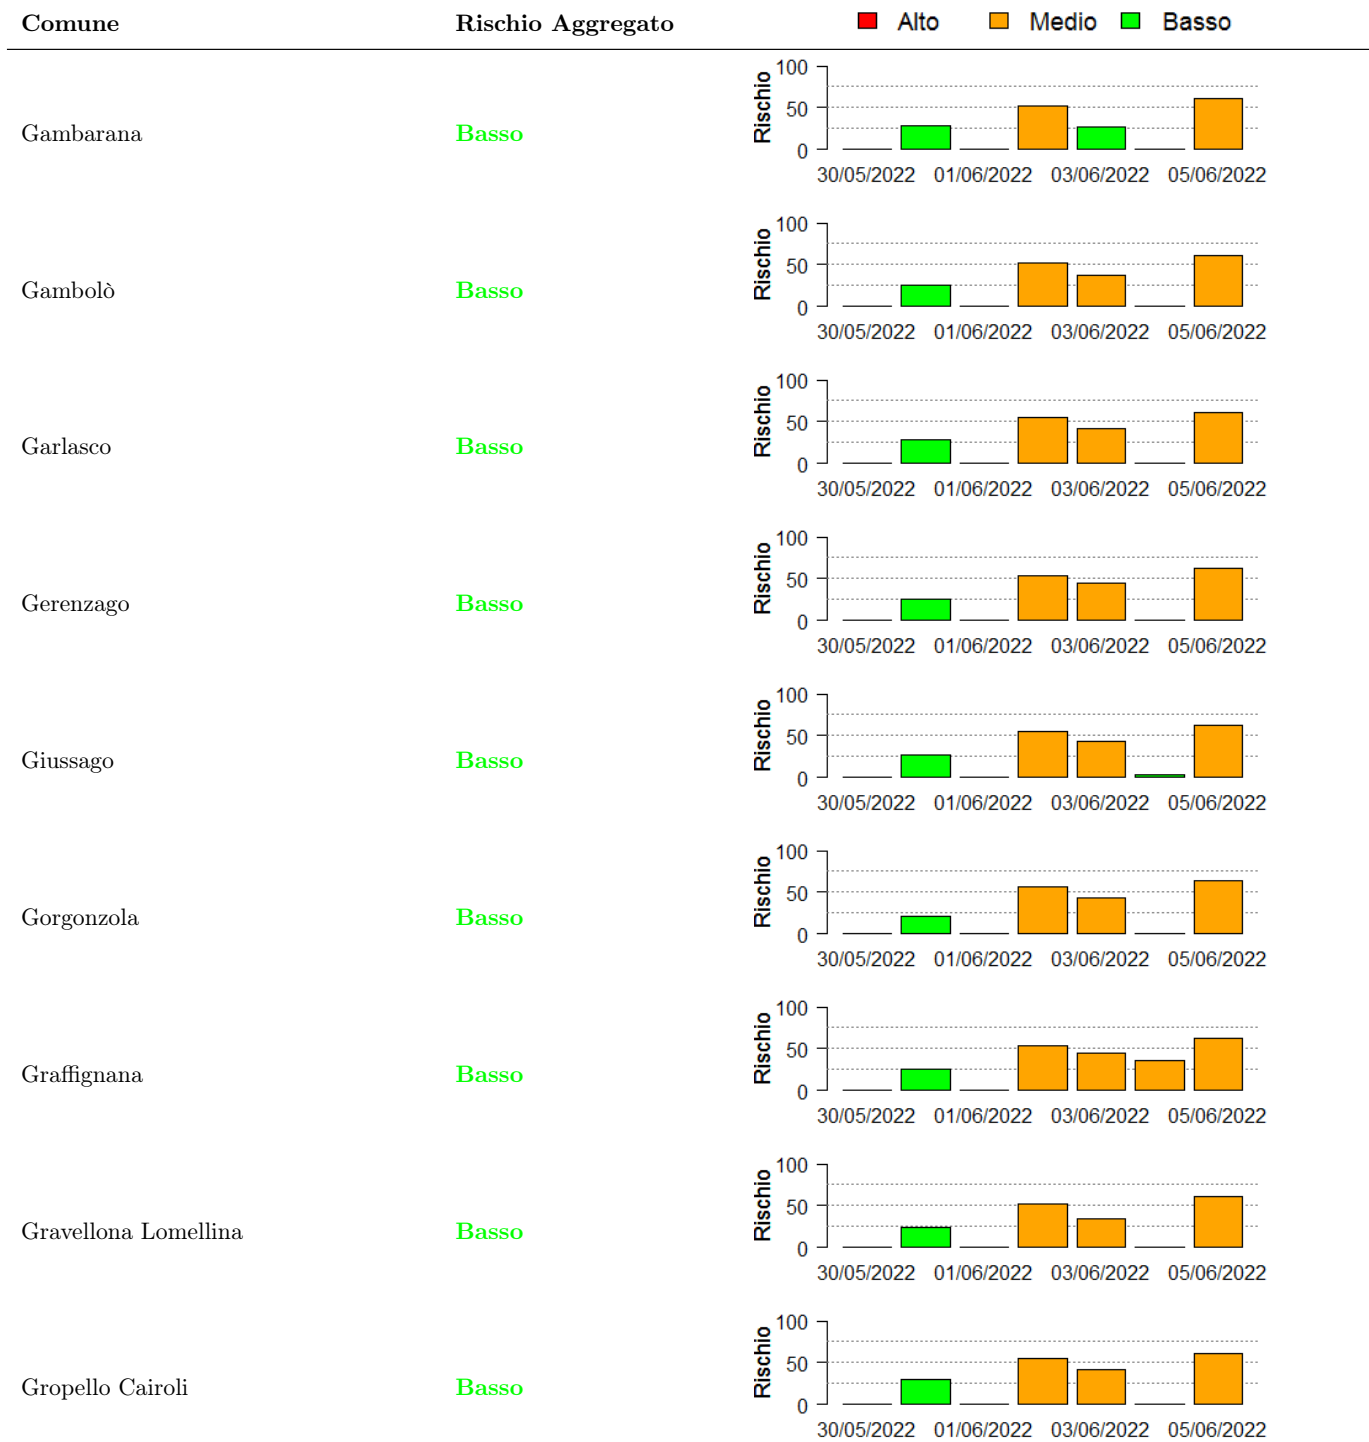 Comune Rischio Aggregato Alto Medio Basso
100
50
0
Rischio
Gambarana Basso
30/05/2022 01/06/2022 03/06/2022 05/06/2022
100
50
0
Rischio
Gambolò Basso
30/05/2022 01/06/2022 03/06/2022 05/06/2022
100
50
0
Rischio
Garlasco Basso
30/05/2022 01/06/2022 03/06/2022 05/06/2022
100
50
0
Rischio
Gerenzago Basso
30/05/2022 01/06/2022 03/06/2022 05/06/2022
100
50
0
Rischio
Giussago Basso
30/05/2022 01/06/2022 03/06/2022 05/06/2022
100
50
0
Rischio
Gorgonzola Basso
30/05/2022 01/06/2022 03/06/2022 05/06/2022
100
50
0
Rischio
Graffignana Basso
30/05/2022 01/06/2022 03/06/2022 05/06/2022
100
50
0
Rischio
Gravellona Lomellina Basso
30/05/2022 01/06/2022 03/06/2022 05/06/2022
100
50
0
Rischio
Gropello Cairoli Basso
30/05/2022 01/06/2022 03/06/2022 05/06/2022